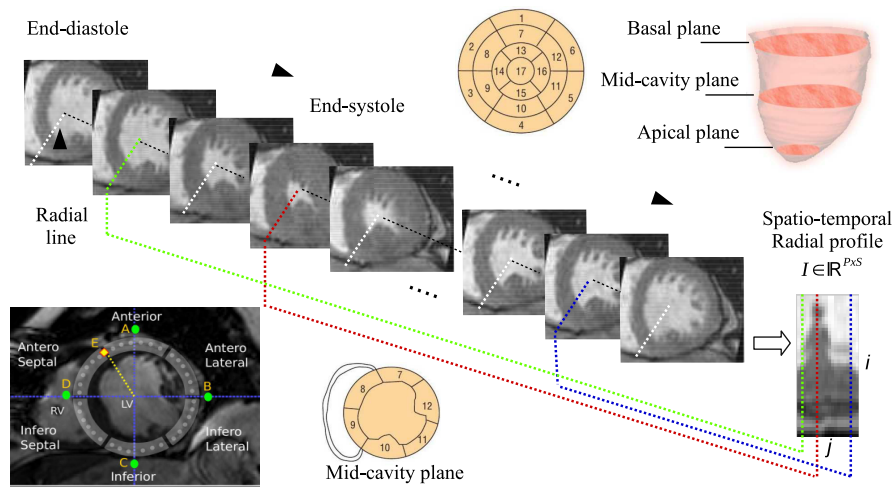 End-diastole
End-systole
Radial
line
1
2
7
6
8
13
12
14
17
16
3
9
15
11
5
10
4
Basal plane
Mid-cavity plane
Apical plane
Spatio-temporal
Radial profile
I ∈ ℝ^{PxS}
i
j
Anterior
A
Antero
Septal
E
Antero
Lateral
D
B
RV
LV
Infero
Septal
Infero
Lateral
C
Inferior
7
8
12
9
11
10
Mid-cavity plane